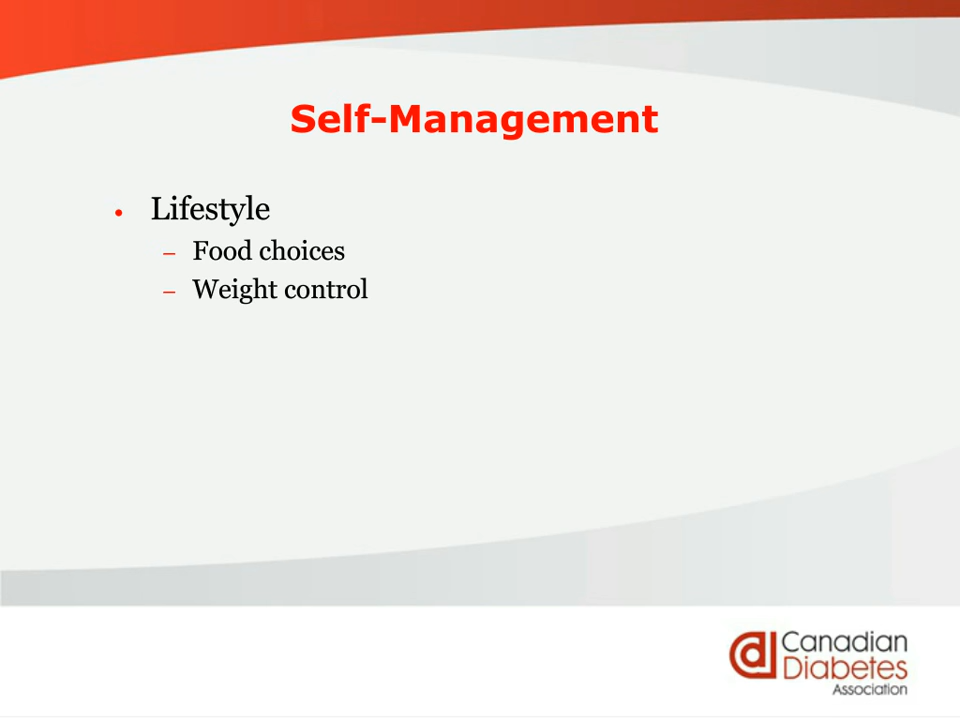 Self-Management
• Lifestyle
– Food choices
– Weight control
Canadian
Diabetes
Association